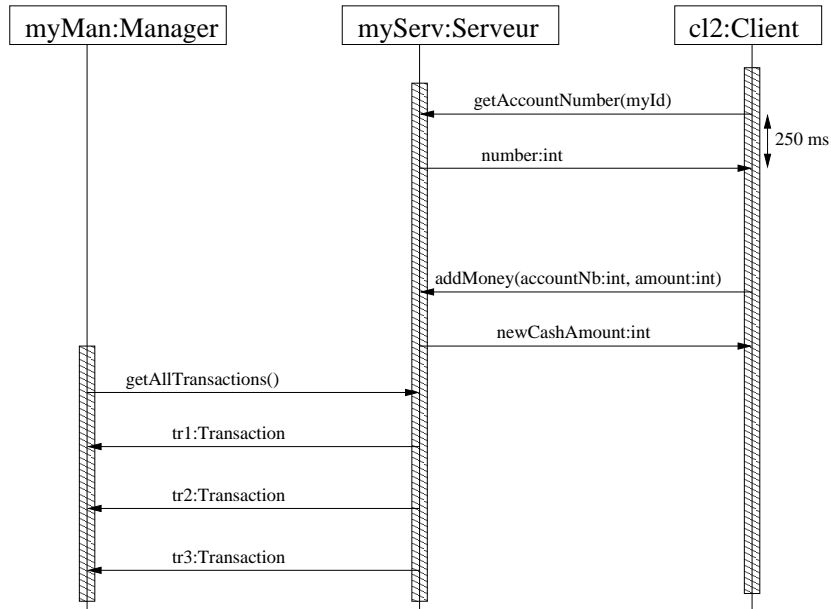 myMan:Manager
myServ:Serveur
cl2:Client
getAccountNumber(myId)
250 ms
number:int
addMoney(accountNb:int, amount:int)
newCashAmount:int
getAllTransactions()
tr1:Transaction
tr2:Transaction
tr3:Transaction